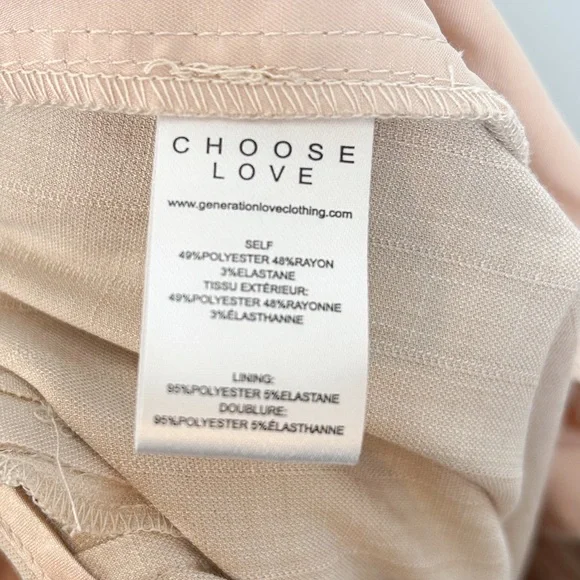 CHOOSE
LOVE
www.generationloveclothing.com
SELF
49%POLYESTER 48%RAYON
3%ELASTANE
TISSU EXTÉRIEUR:
49%POLYESTER 48%RAYONNE
3%ÉLASTHANNE
LINING:
95%POLYESTER 5%ELASTANE
DOUBLURE:
95%POLYESTER 5%ÉLASTHANNE